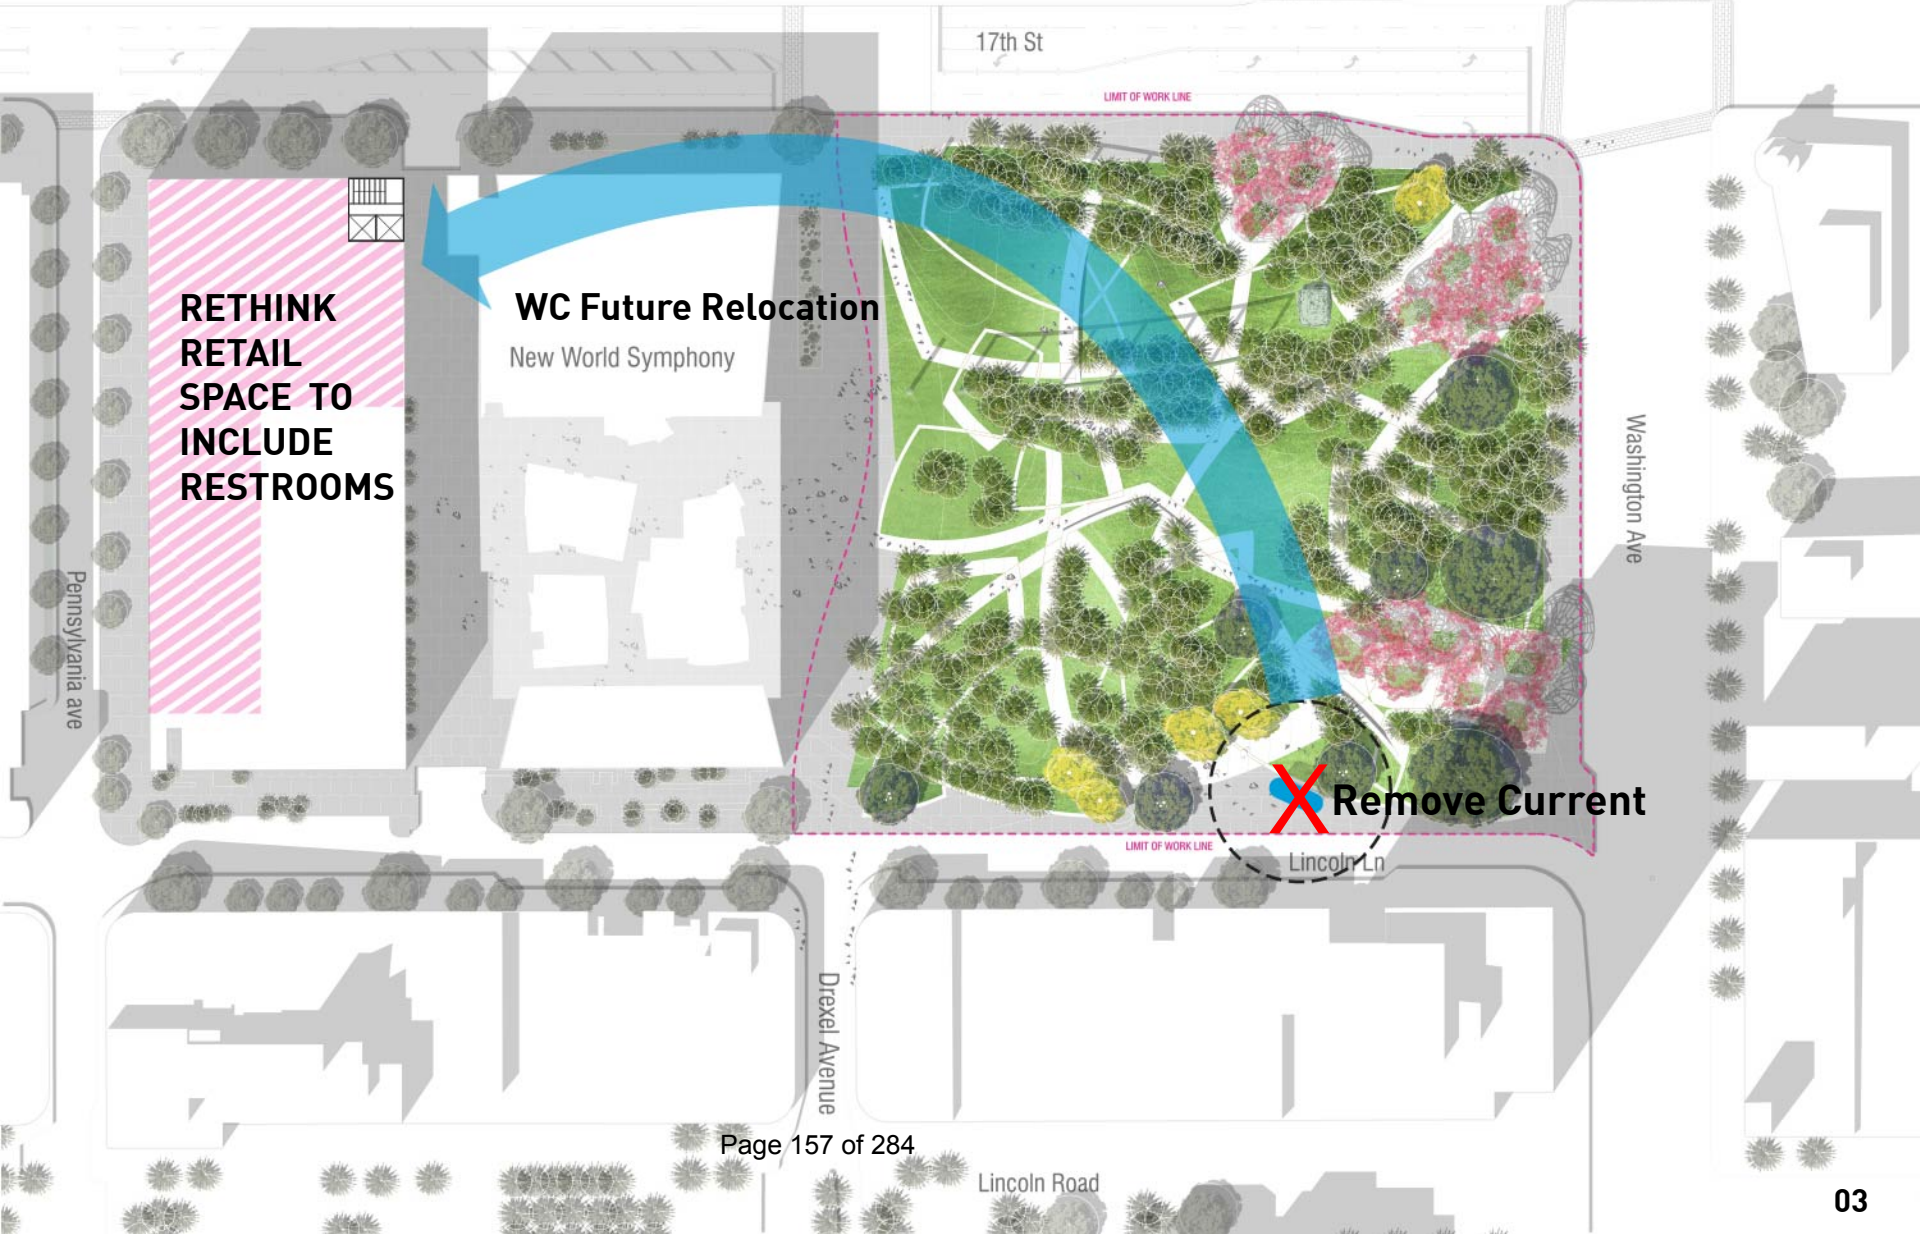 17th St
LIMIT OF WORK LINE
RETHINK
RETAIL
SPACE TO
INCLUDE
RESTROOMS
WC Future Relocation
New World Symphony
Washington Ave
Pennsylvania ave
X Remove Current
LIMIT OF WORK LINE
Lincoln Ln
Drexel Avenue
Page 157 of 284
Lincoln Road
03